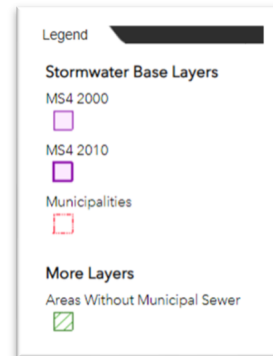 Legend
Stormwater Base Layers
MS4 2000
MS4 2010
Municipalities
More Layers
Areas Without Municipal Sewer